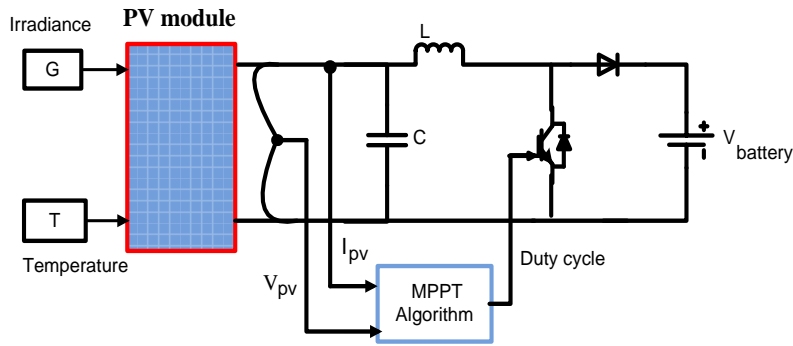 PV module
Irradiance
G
T
Temperature
L
C
+
V battery
I pv
V pv
Duty cycle
MPPT
Algorithm